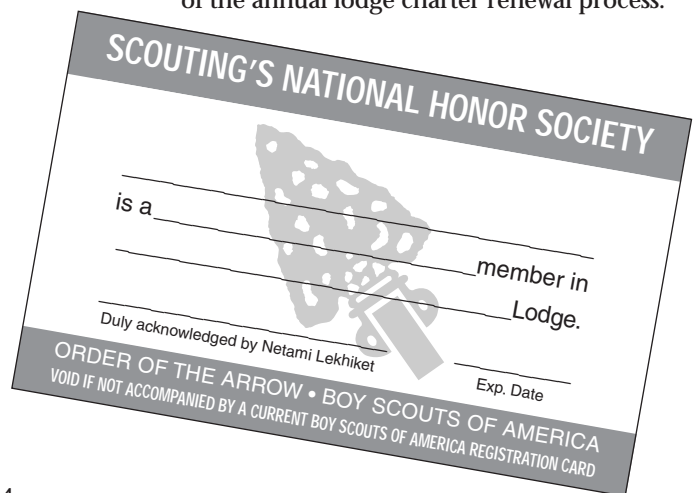 of the annual lodge charter renewal process.
SCOUTING'S NATIONAL HONOR SOCIETY
is a member in
Lodge.
Duly acknowledged by Netami Lekhiket
Exp. Date
ORDER OF THE ARROW • BOY SCOUTS OF AMERICA
VOID IF NOT ACCOMPANIED BY A CURRENT BOY SCOUTS OF AMERICA REGISTRATION CARD